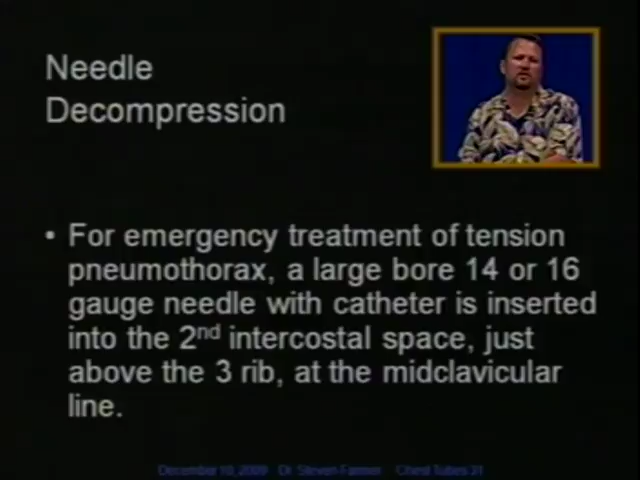 Needle
Decompression
• For emergency treatment of tension
pneumothorax, a large bore 14 or 16
gauge needle with catheter is inserted
into the 2nd intercostal space, just
above the 3 rib, at the midclavicular
line.
December 10, 2009 Dr. Steven Farmer Chest Tubes 31